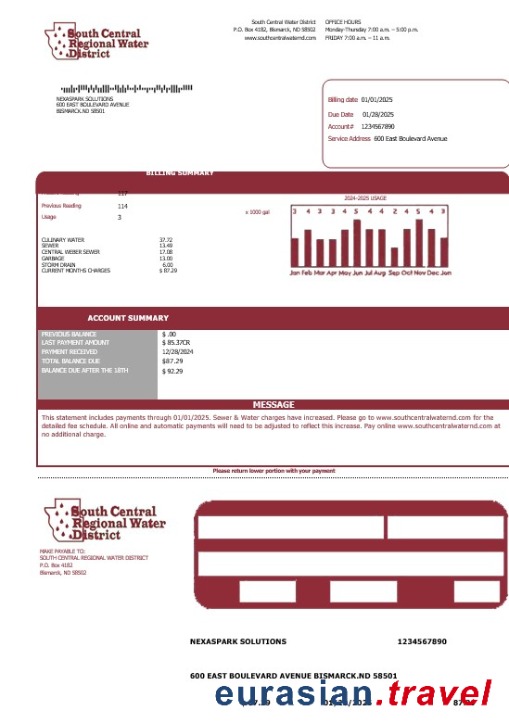 South Central
Regional Water
District
South Central Water District
P.O. Box 4182, Bismarck, ND 58502
www.southcentralwaternd.com
OFFICE HOURS
Monday-Thursday 7:00 a.m. – 5:00 p.m.
FRIDAY 7:00 a.m. – 11 a.m.
NEXASPARK SOLUTIONS
600 EAST BOULEVARD AVENUE
BISMARCK.ND 58501
Billing date 01/01/2025
Due Date 01/28/2025
Account# 1234567890
Service Address 600 East Boulevard Avenue
BILLING SUMMARY
117
Previous Reading 114
Usage 3
x 1000 gal
2024-2025 USAGE
3 4 3 3 4 5 4 4 2 4 5 4 3
Jan Feb Mar Apr May Jun Jul Aug Sep Oct Nov Dec Jan
CULINARY WATER 37.72
SEWER 13.49
CENTRAL WEBER SEWER 17.08
GARBAGE 13.00
STORM DRAIN 6.00
CURRENT MONTHS CHARGES $ 87.29
ACCOUNT SUMMARY
PREVIOUS BALANCE $ .00
LAST PAYMENT AMOUNT $ 85.37CR
PAYMENT RECEIVED 12/28/2024
TOTAL BALANCE DUE $87.29
BALANCE DUE AFTER THE 18TH $ 92.29
MESSAGE
This statement includes payments through 01/01/2025. Sewer & Water charges have increased. Please go to www.southcentralwaternd.com for the
detailed fee schedule. All online and automatic payments will need to be adjusted to reflect this increase. Pay online www.southcentralwaternd.com at
no additional charge.
Please return lower portion with your payment
South Central
Regional Water
District
MAKE PAYABLE TO:
SOUTH CENTRAL REGIONAL WATER DISTRICT
P.O. Box 4182
Bismarck, ND 58502
NEXASPARK SOLUTIONS 1234567890
600 EAST BOULEVARD AVENUE BISMARCK.ND 58501
eurasian.travel